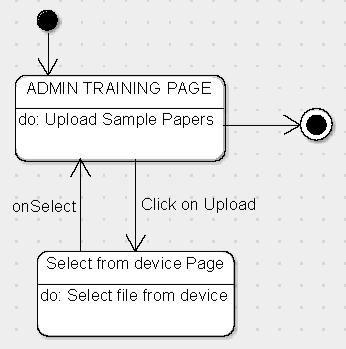 ADMIN TRAINING PAGE
do: Upload Sample Papers
onSelect
Click on Upload
Select from device Page
do: Select file from device